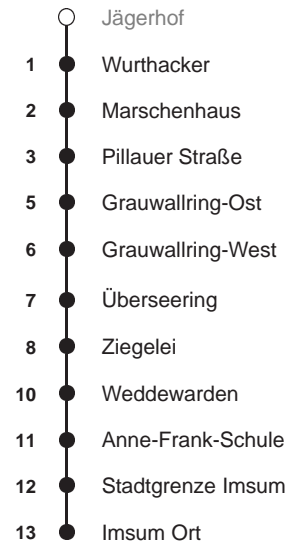 Jägerhof
1 Wurthacker
2 Marschenhaus
3 Pillauer Straße
5 Grauwallring-Ost
6 Grauwallring-West
7 Überseering
8 Ziegelei
10 Weddewarden
11 Anne-Frank-Schule
12 Stadtgrenze Imsum
13 Imsum Ort